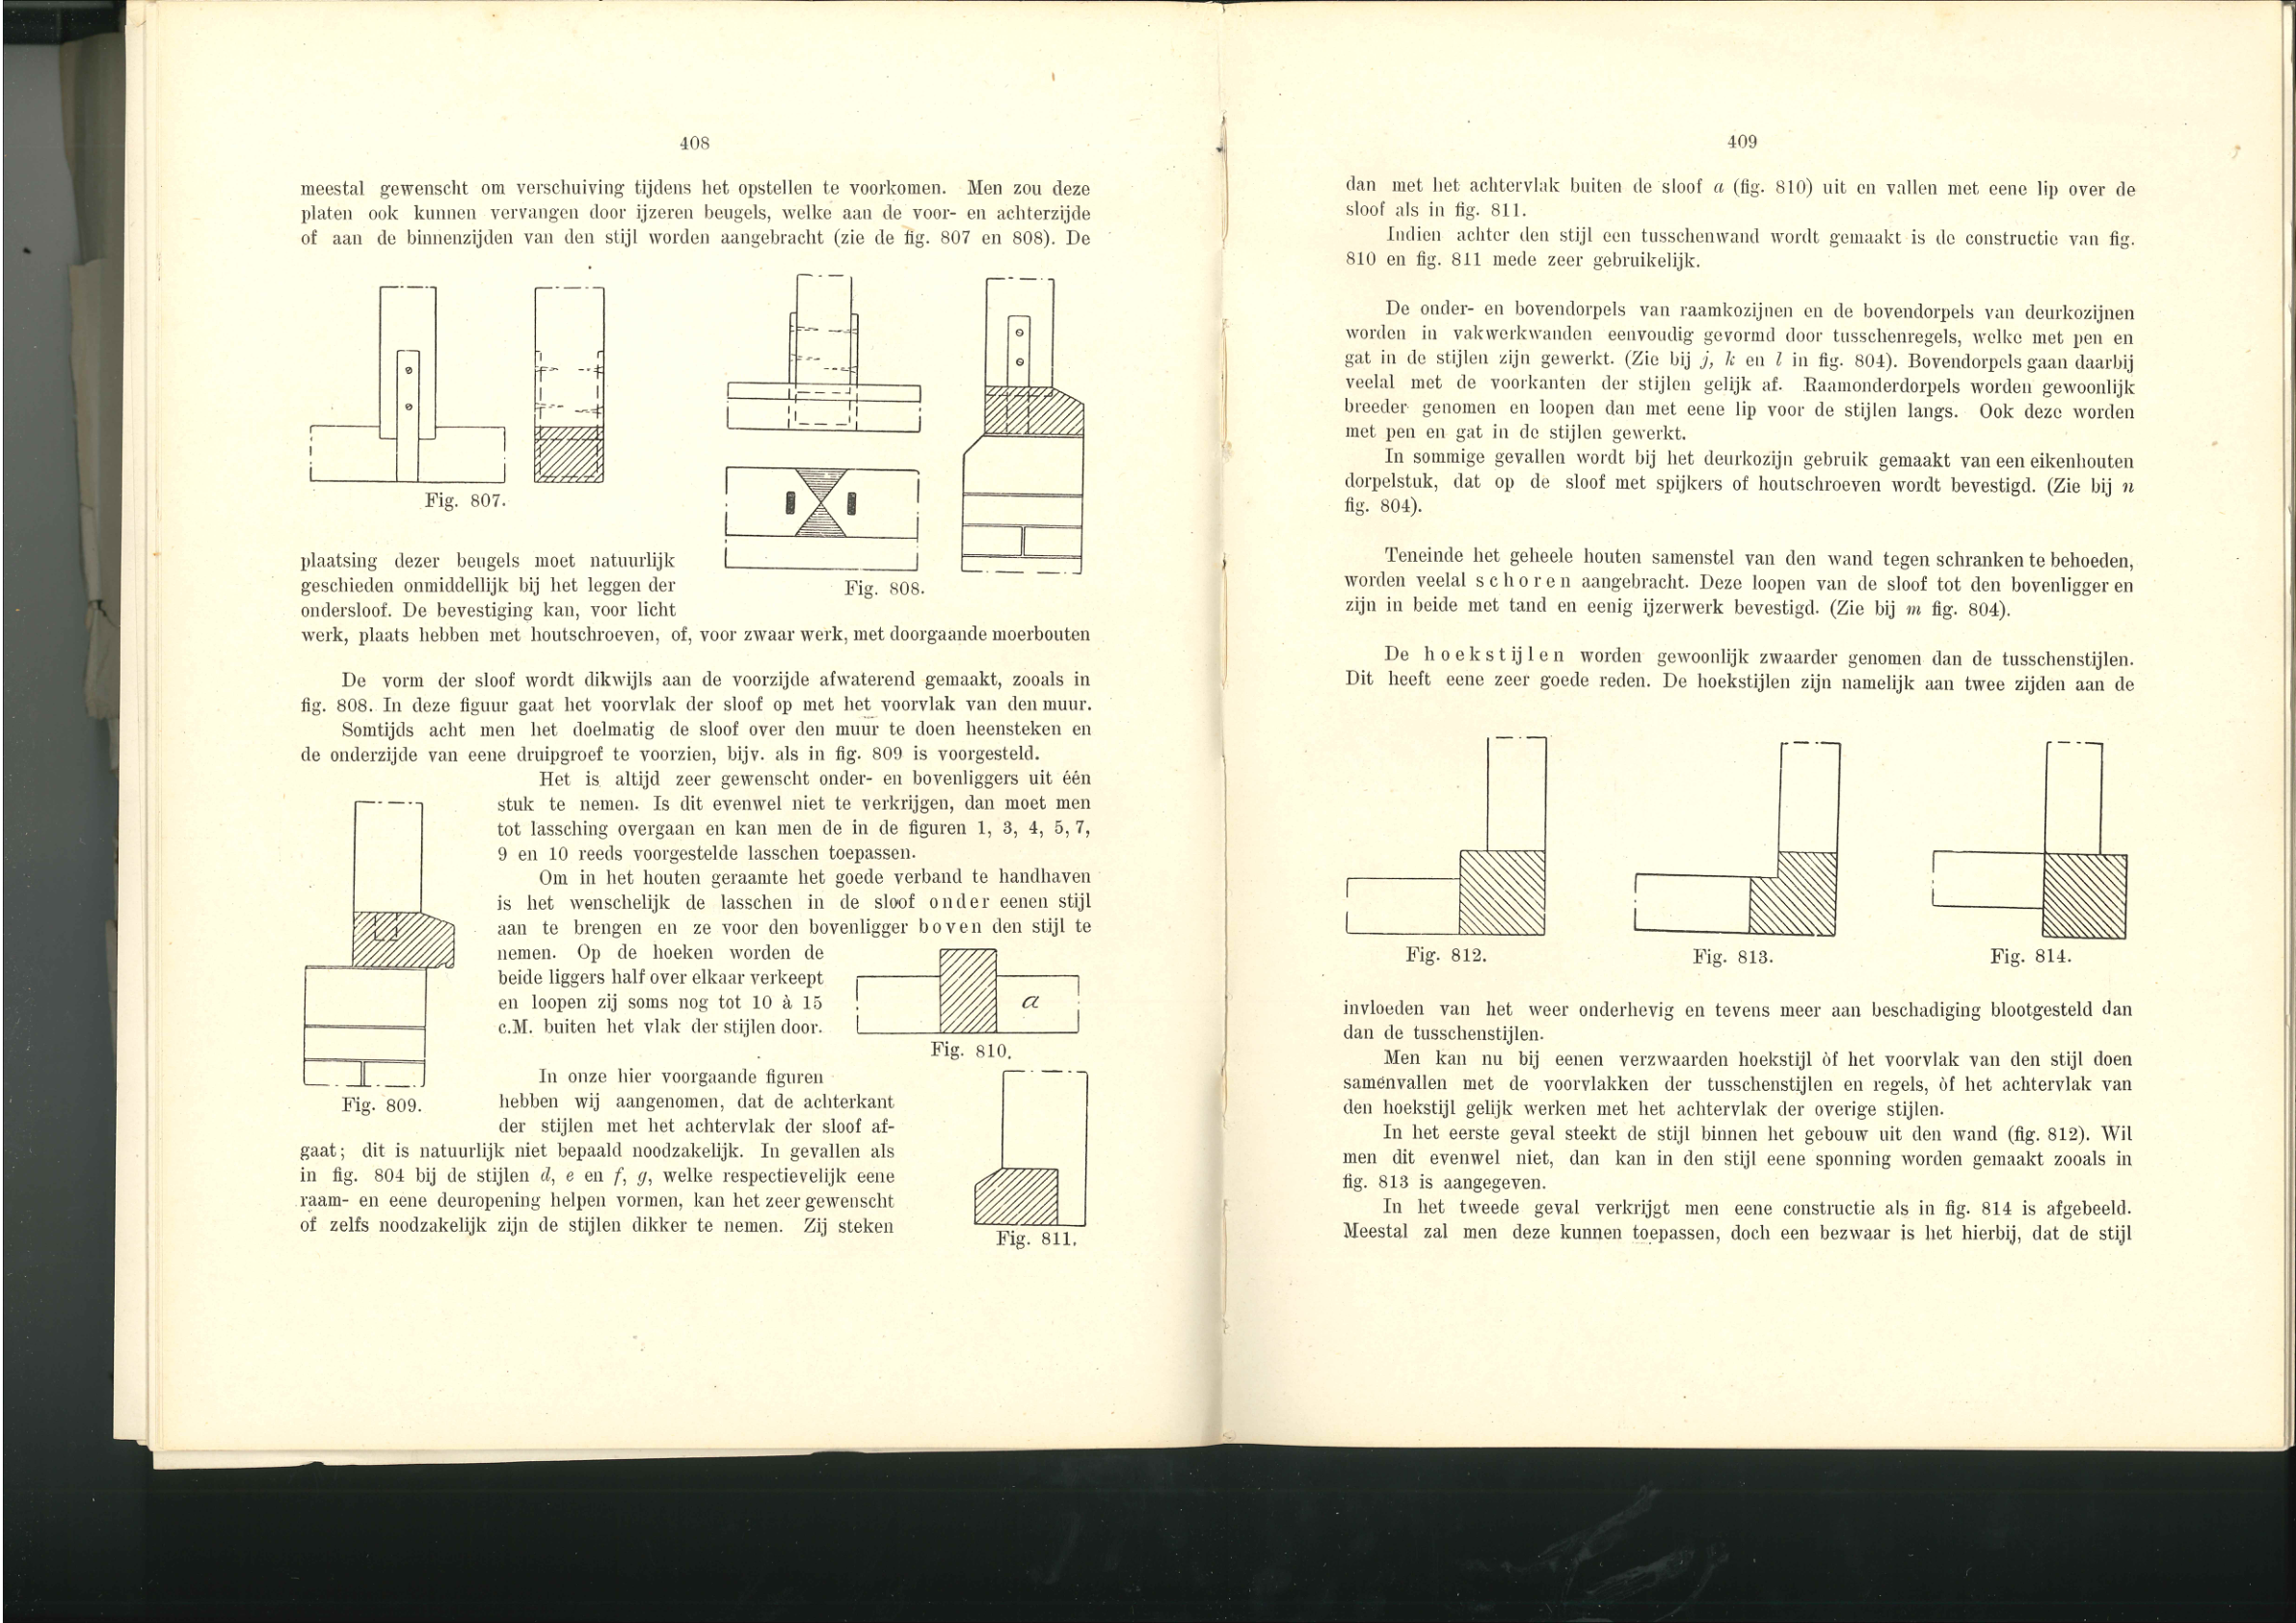 408
meestal gewenscht om verschuiving tijdens het opstellen te voorkomen. Men zou deze
platen ook kunnen vervangen door ijzeren beugels, welke aan de voor- en achterzijde
of aan de binnenzijden van den stijl worden aangebracht (zie de fig. 807 en 808). De
Fig. 807.
Fig. 808.
plaatsing dezer beugels moet natuurlijk
geschieden onmiddellijk bij het leggen der
ondersloof. De bevestiging kan, voor licht
werk, plaats hebben met houtschroeven, of, voor zwaar werk, met doorgaande moerbouten
De vorm der sloof wordt dikwijls aan de voorzijde afwaterend gemaakt, zooals in
fig. 808. In deze figuur gaat het voorvlak der sloof op met het voorvlak van den muur.
Somtijds acht men het doelmatig de sloof over den muur te doen heensteken en
de onderzijde van eene druipgroef te voorzien, bijv. als in fig. 809 is voorgesteld.
Het is altijd zeer gewenscht onder- en bovenliggers uit één
stuk te nemen. Is dit evenwel niet te verkrijgen, dan moet men
tot lassching overgaan en kan men de in de figuren 1, 3, 4, 5, 7,
9 en 10 reeds voorgestelde lasschen toepassen.
Om in het houten geraamte het goede verband te handhaven
is het wenschelijk de lasschen in de sloof onder eenen stijl
aan te brengen en ze voor den bovenligger boven den stijl te
nemen. Op de hoeken worden de
beide liggers half over elkaar verkeept
en loopen zij soms nog tot 10 à 15
c.M. buiten het vlak der stijlen door.
a
Fig. 810.
Fig. 809.
In onze hier voorgaande figuren
hebben wij aangenomen, dat de achterkant
der stijlen met het achtervlak der sloof af-
gaat; dit is natuurlijk niet bepaald noodzakelijk. In gevallen als
in fig. 804 bij de stijlen d, e en f, g, welke respectievelijk eene
raam- en eene deuropening helpen vormen, kan het zeer gewenscht
of zelfs noodzakelijk zijn de stijlen dikker te nemen. Zij steken
Fig. 811.
409
dan met het achtervlak buiten de sloof a (fig. 810) uit en vallen met eene lip over de
sloof als in fig. 811.
Indien achter den stijl een tusschenwand wordt gemaakt is de constructie van fig.
810 en fig. 811 mede zeer gebruikelijk.
De onder- en bovendorpels van raamkozijnen en de bovendorpels van deurkozijnen
worden in vakwerkwanden eenvoudig gevormd door tusschenregels, welke met pen en
gat in de stijlen zijn gewerkt. (Zie bij j, k en l in fig. 804). Bovendorpels gaan daarbij
veelal met de voorkanten der stijlen gelijk af. Raamonderdorpels worden gewoonlijk
breeder genomen en loopen dan met eene lip voor de stijlen langs. Ook deze worden
met pen en gat in de stijlen gewerkt.
In sommige gevallen wordt bij het deurkozijn gebruik gemaakt van een eikenhouten
dorpelstuk, dat op de sloof met spijkers of houtschroeven wordt bevestigd. (Zie bij n
fig. 804).
Teneinde het geheele houten samenstel van den wand tegen schranken te behoeden,
worden veelal schoren aangebracht. Deze loopen van de sloof tot den bovenligger en
zijn in beide met tand en eenig ijzerwerk bevestigd. (Zie bij m fig. 804).
De hoekstijlen worden gewoonlijk zwaarder genomen dan de tusschenstijlen.
Dit heeft eene zeer goede reden. De hoekstijlen zijn namelijk aan twee zijden aan de
Fig. 812.
Fig. 813.
Fig. 814.
invloeden van het weer onderhevig en tevens meer aan beschadiging blootgesteld dan
dan de tusschenstijlen.
Men kan nu bij eenen verzwaarden hoekstijl òf het voorvlak van den stijl doen
samenvallen met de voorvlakken der tusschenstijlen en regels, òf het achtervlak van
den hoekstijl gelijk werken met het achtervlak der overige stijlen.
In het eerste geval steekt de stijl binnen het gebouw uit den wand (fig. 812). Wil
men dit evenwel niet, dan kan in den stijl eene sponning worden gemaakt zooals in
fig. 813 is aangegeven.
In het tweede geval verkrijgt men eene constructie als in fig. 814 is afgebeeld.
Meestal zal men deze kunnen toepassen, doch een bezwaar is het hierbij, dat de stijl